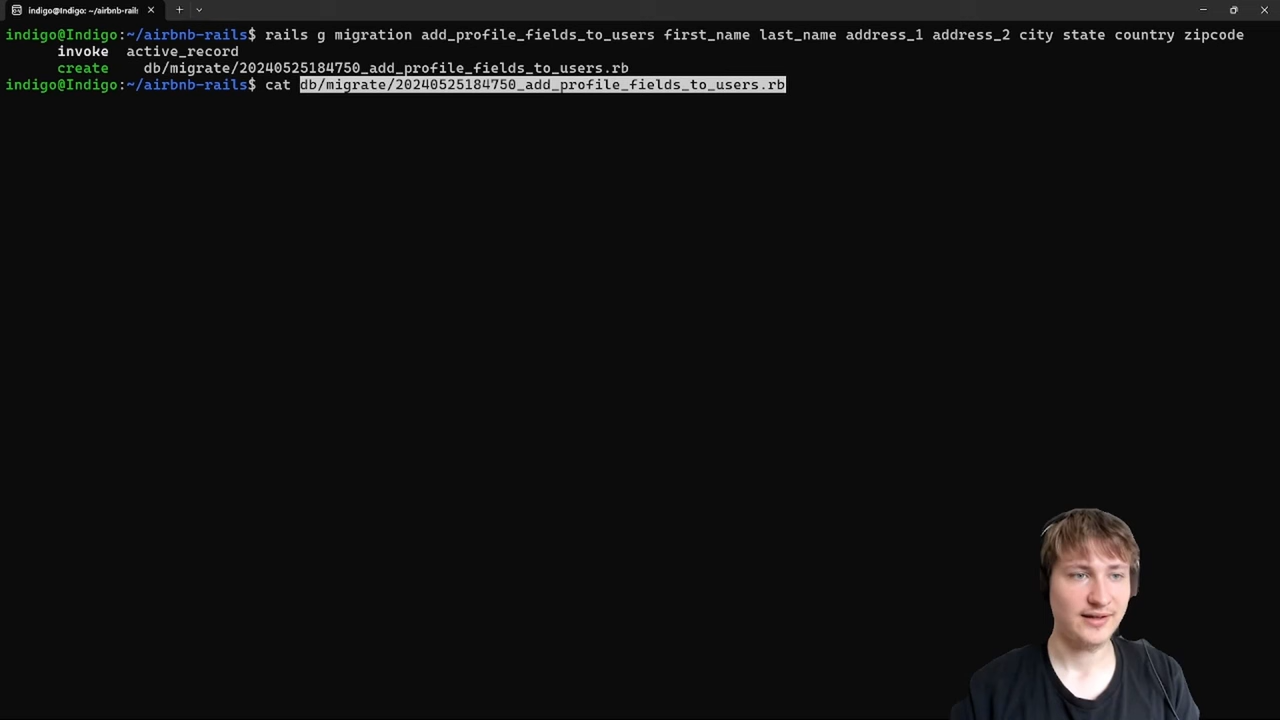 indigo@Indigo: ~/airbnb-rails
indigo@Indigo:~/airbnb-rails$ rails g migration add_profile_fields_to_users first_name last_name address_1 address_2 city state country zipcode
invoke active_record
create db/migrate/20240525184750_add_profile_fields_to_users.rb
indigo@Indigo:~/airbnb-rails$ cat db/migrate/20240525184750_add_profile_fields_to_users.rb